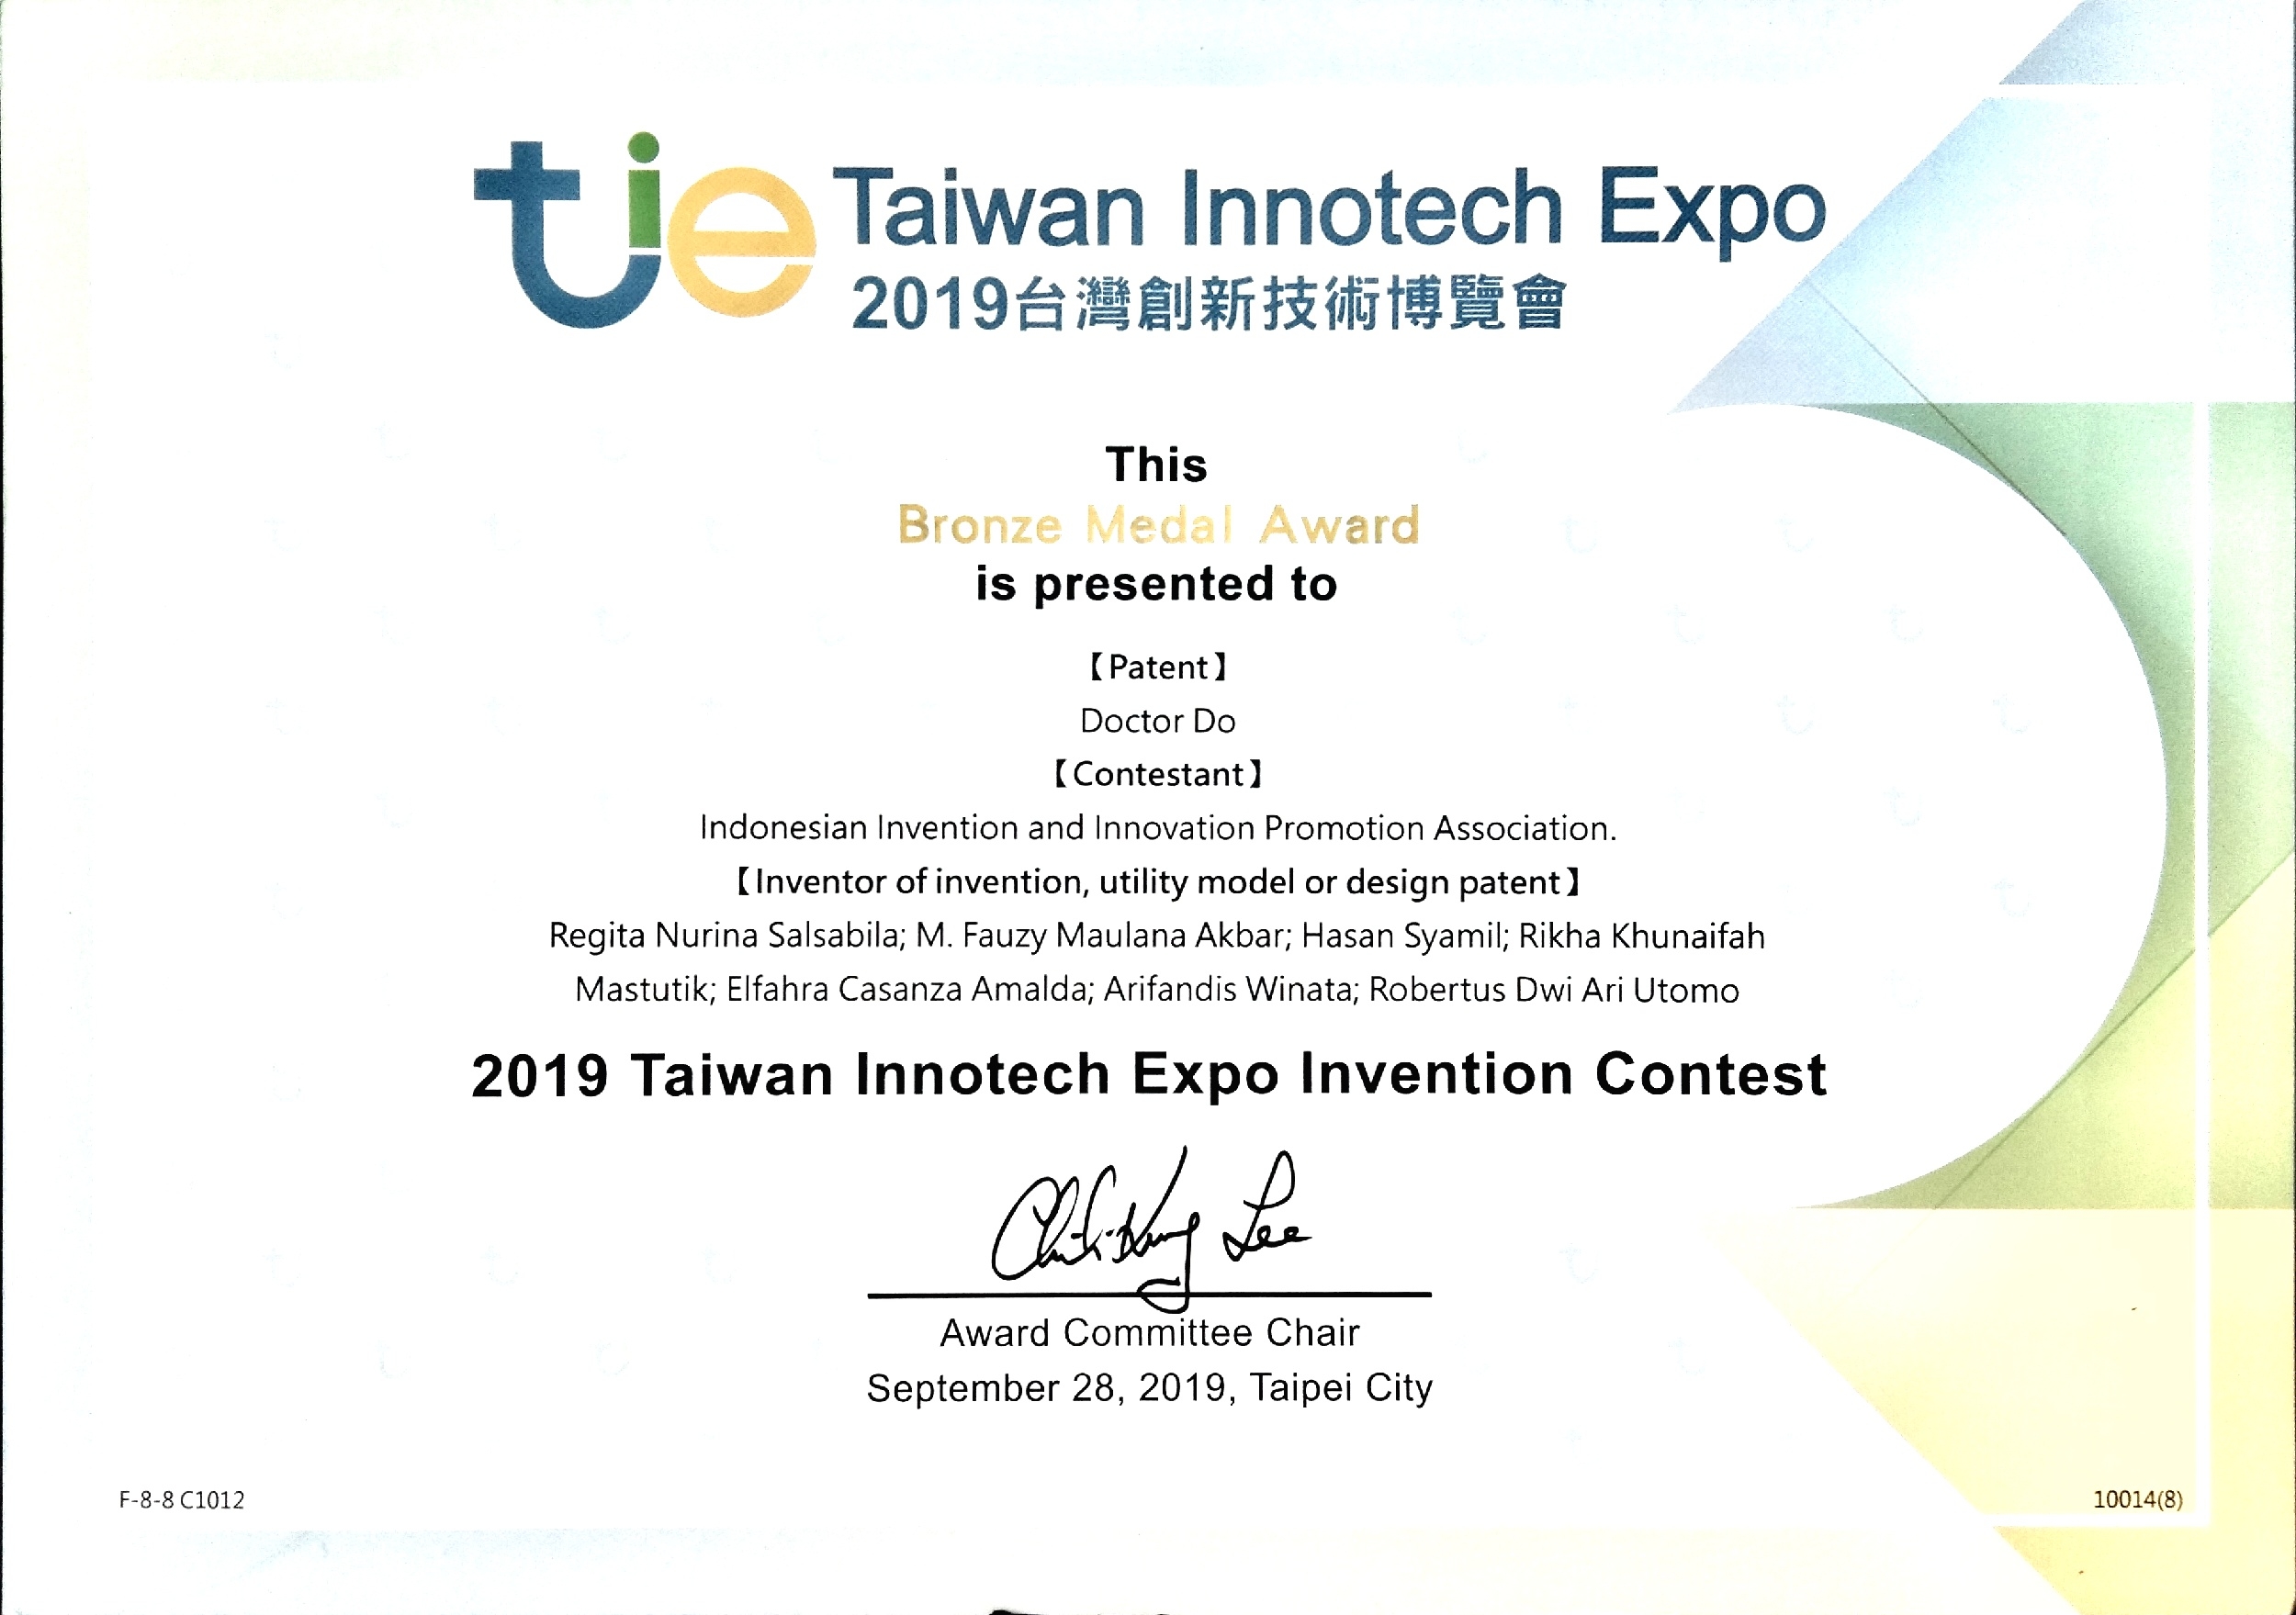 tie Taiwan Innotech Expo
2019台灣創新技術博覽會
This
Bronze Medal Award
is presented to
【Patent】
Doctor Do
【Contestant】
Indonesian Invention and Innovation Promotion Association.
【Inventor of invention, utility model or design patent】
Regita Nurina Salsabila; M. Fauzy Maulana Akbar; Hasan Syamil; Rikha Khunaifah
Mastutik; Elfahra Casanza Amalda; Arifandis Winata; Robertus Dwi Ari Utomo
2019 Taiwan Innotech Expo Invention Contest
Lee
Award Committee Chair
September 28, 2019, Taipei City
F-8-8 C1012
10014(8)